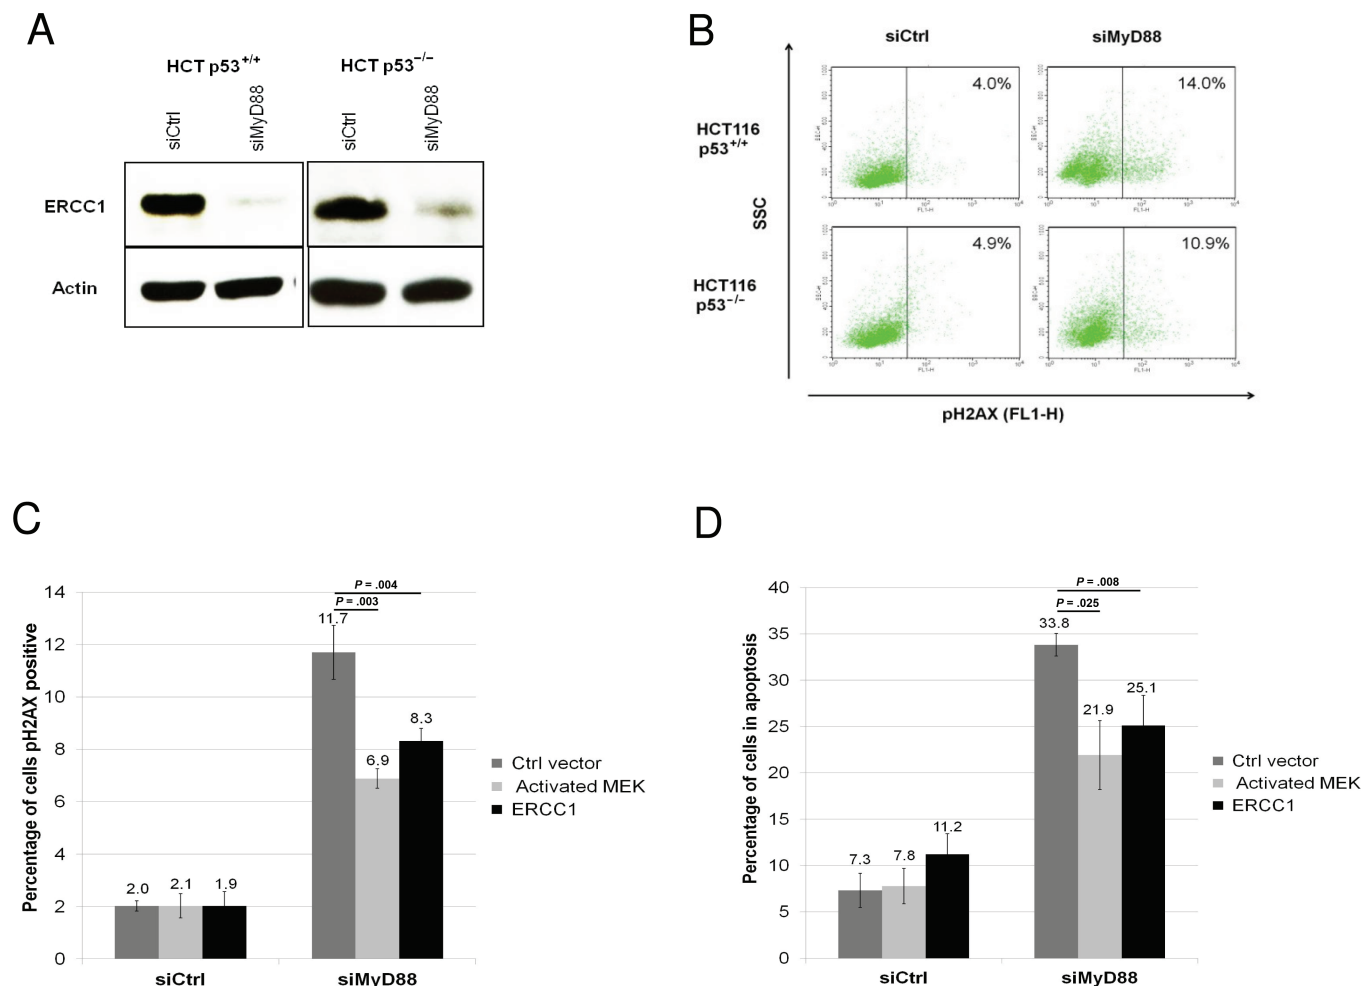 A
HCT p53+/+
HCT p53−/−
siCtrl
siMyD88
siCtrl
siMyD88
ERCC1
Actin
B
siCtrl
siMyD88
HCT116
p53+/+
4.0%
14.0%
HCT116
p53−/−
4.9%
10.9%
SSC
FL1-H
FL1-H
FL1-H
FL1-H
pH2AX (FL1-H)
C
Percentage of cells pH2AX positive
14
12
10
8
6
4
2
0
P = .004
P = .003
2.0
2.1
1.9
11.7
6.9
8.3
siCtrl
siMyD88
Ctrl vector
Activated MEK
ERCC1
D
Percentage of cells in apoptosis
40
35
30
25
20
15
10
5
0
P = .008
P = .025
7.3
7.8
11.2
33.8
21.9
25.1
siCtrl
siMyD88
Ctrl vector
Activated MEK
ERCC1